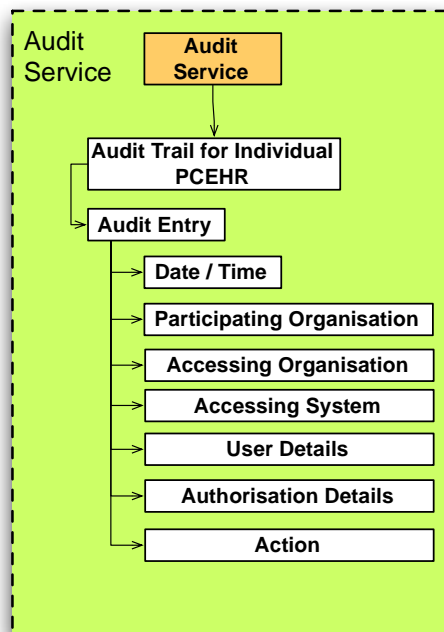 Audit
Service
Audit
Service
Audit Trail for Individual
PCEHR
Audit Entry
Date / Time
Participating Organisation
Accessing Organisation
Accessing System
User Details
Authorisation Details
Action